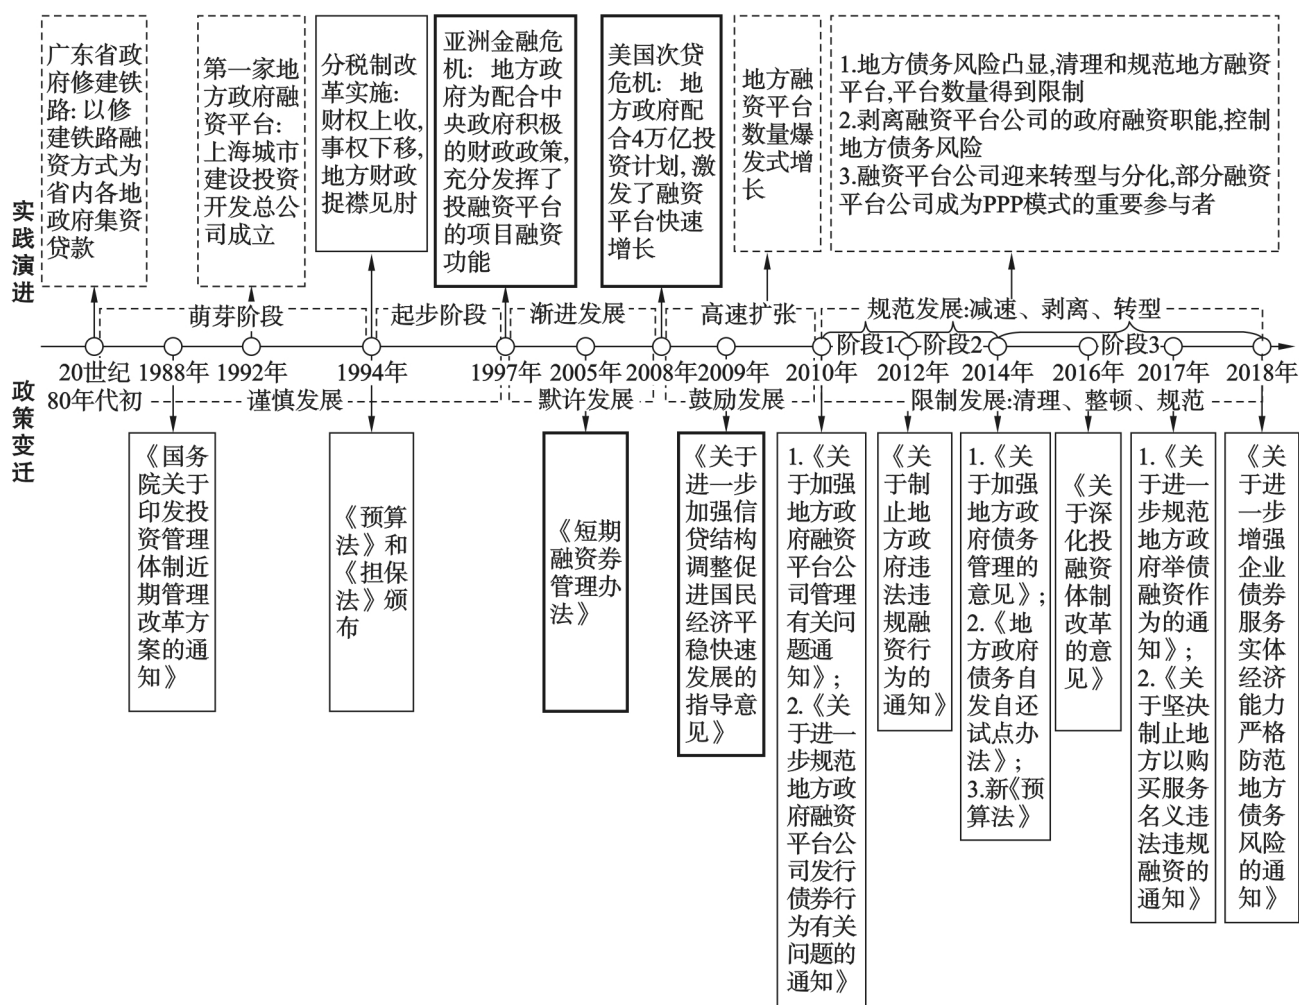 广东省政
府修建铁
路：以修
建铁路融
资方式为
省内各地
政府集资
贷款
第一家地
方政府融
资平台：
上海城市
建设投资
开发总公
司成立
分税制改
革实施：
财权上收，
事权下移，
地方财政
捉襟见肘
亚洲金融危
机：地方政
府为配合中
央政府积极
的财政政策，
充分发挥了
投融资平台
的项目融资
功能
美国次贷
危机：地
方政府配
合4万亿投
资计划，激
发了融资
平台快速
增长
地方融
资平台
数量爆
发式增
长
1.地方债务风险凸显，清理和规范地方融资
平台，平台数量得到限制
2.剥离融资平台公司的政府融资职能，控制
地方债务风险
3.融资平台公司迎来转型与分化，部分融资
平台公司成为PPP模式的重要参与者
实践演进
萌芽阶段
起步阶段
渐进发展
高速扩张
规范发展：减速、剥离、转型
阶段1
阶段2
阶段3
20世纪
80年代初
1988年
1992年
1994年
1997年
2005年
2008年
2009年
2010年
2012年
2014年
2016年
2017年
2018年
政策变迁
谨慎发展
默许发展
鼓励发展
限制发展：清理、整顿、规范
《国务
院关于
印发投
资管理
体制近
期管理
改革方
案的通
知》
《预算
法》和
《担保
法》颁
布
《短期
融资券
管理办
法》
《关于
进一步
加强信
贷结构
调整促
进国民
经济平
稳快速
发展的
指导意
见》
1.《关
于加强
地方政
府融资
平台公
司管理
有关问
题通
知》；
2.《关
于进一
步规范
地方政
府融资
平台公
司发行
债券行
为有关
问题的
通知》
《关
于制
止地
方政
府违
法违
规融
资行
为的
通知》
1.《关
于加强
地方政
府债务
管理的
意见》；
2.《地
方政府
债务自
发自还
试点办
法》；
3.新《预
算法》
《关
于深
化投
融资
体制
改革
的意
见》
1.《关
于进一
步规范
地方政
府举债
融资作
为的通
知》；
2.《关
于坚决
制止地
方以购
买服务
名义违
法违规
融资的
通知》
《关
于进
一步
增强
企业
债券
服务
实体
经济
能力
严格
防范
地方
债务
风险
的通
知》